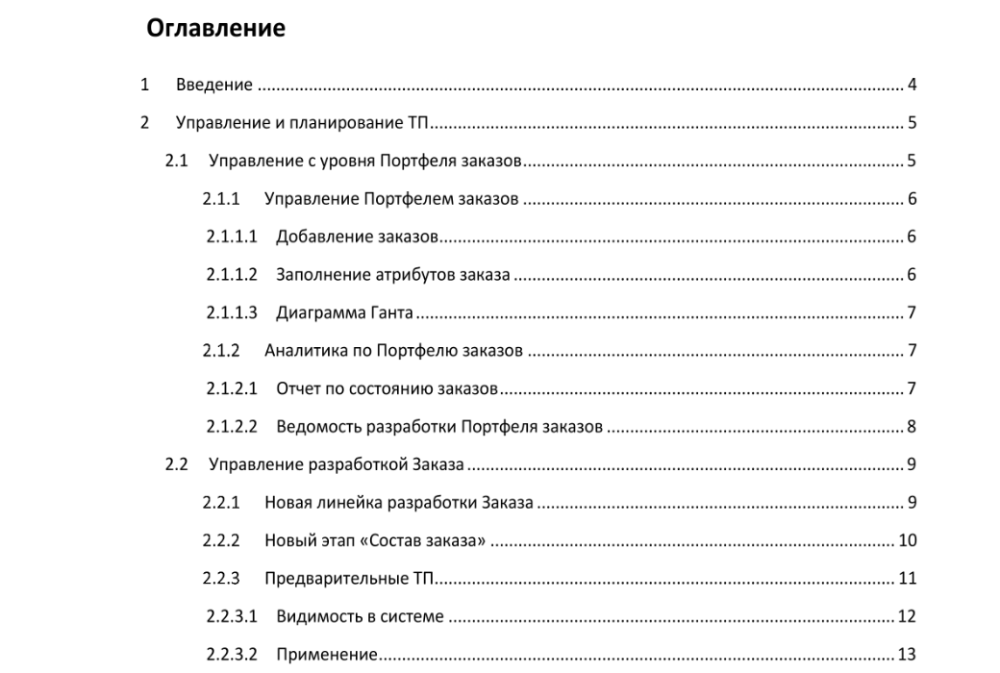 Оглавление
1 Введение ........................................................ 4
2 Управление и планирование ТП........................................................ 5
2.1 Управление с уровня Портфеля заказов........................................................ 5
2.1.1 Управление Портфелем заказов ........................................................ 6
2.1.1.1 Добавление заказов........................................................ 6
2.1.1.2 Заполнение атрибутов заказа ........................................................ 6
2.1.1.3 Диаграмма Ганта ........................................................ 7
2.1.2 Аналитика по Портфелю заказов ........................................................ 7
2.1.2.1 Отчет по состоянию заказов........................................................ 7
2.1.2.2 Ведомость разработки Портфеля заказов ........................................................ 8
2.2 Управление разработкой Заказа ........................................................ 9
2.2.1 Новая линейка разработки Заказа ........................................................ 9
2.2.2 Новый этап «Состав заказа» ........................................................ 10
2.2.3 Предварительные ТП........................................................ 11
2.2.3.1 Видимость в системе ........................................................ 12
2.2.3.2 Применение........................................................ 13